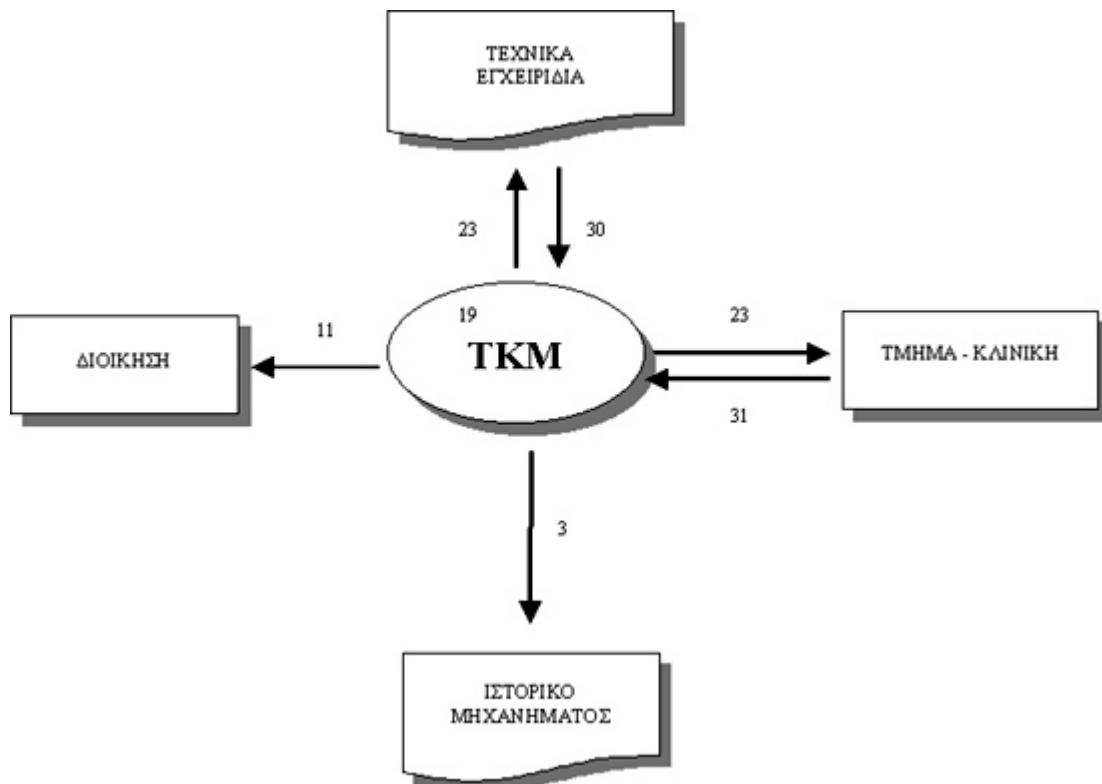 ΤΕΧΝΙΚΑ
ΕΓΧΕΙΡΙΔΙΑ
23
30
19
ΤΚΜ
11
ΔΙΟΙΚΗΣΗ
23
ΤΜΗΜΑ - ΚΛΙΝΙΚΗ
31
3
ΙΣΤΟΡΙΚΟ
ΜΗΧΑΝΗΜΑΤΟΣ